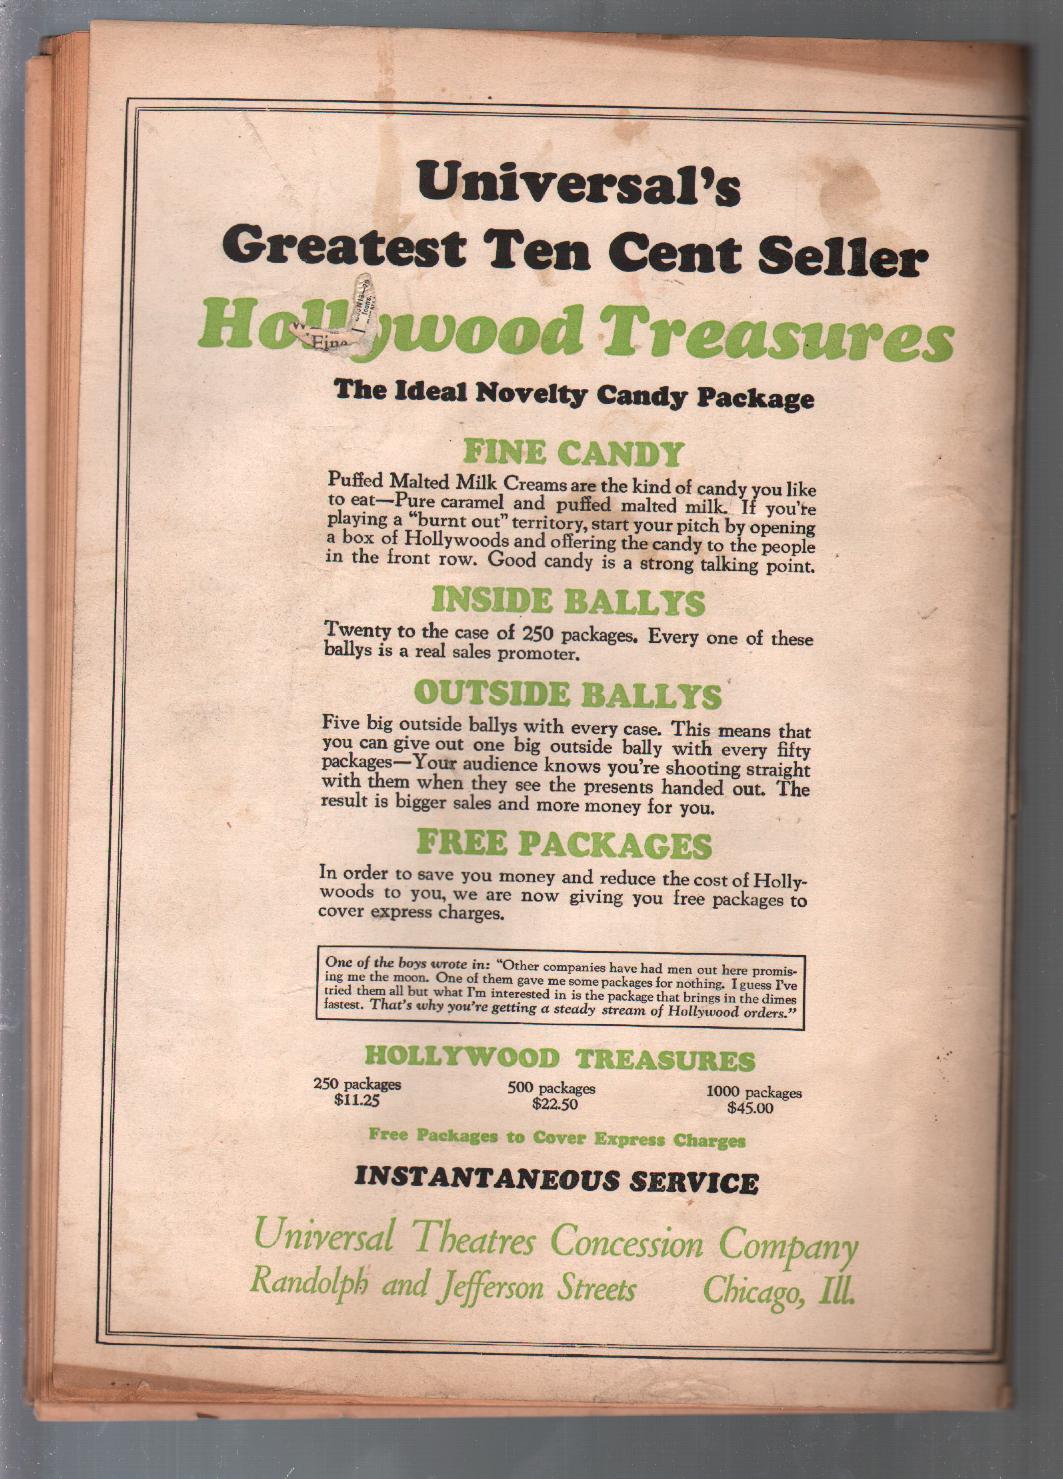 Universal's
Greatest Ten Cent Seller
Hollywood Treasures
"Fine
The Ideal Novelty Candy Package
FINE CANDY
Puffed Malted Milk Creams are the kind of candy you like
to eat—Pure caramel and puffed malted milk. If you're
playing a "burnt out" territory, start your pitch by opening
a box of Hollywoods and offering the candy to the people
in the front row. Good candy is a strong talking point.
INSIDE BALLYS
Twenty to the case of 250 packages. Every one of these
ballys is a real sales promoter.
OUTSIDE BALLYS
Five big outside ballys with every case. This means that
you can give out one big outside bally with every fifty
packages—Your audience knows you're shooting straight
with them when they see the presents handed out. The
result is bigger sales and more money for you.
FREE PACKAGES
In order to save you money and reduce the cost of Holly-
woods to you, we are now giving you free packages to
cover express charges.
One of the boys wrote in: "Other companies have had men out here promis-
ing me the moon. One of them gave me some packages for nothing. I guess I've
tried them all but what I'm interested in is the package that brings in the dimes
fastest. That's why you're getting a steady stream of Hollywood orders."
HOLLYWOOD TREASURES
250 packages 500 packages 1000 packages
$11.25 $22.50 $45.00
Free Packages to Cover Express Charges
INSTANTANEOUS SERVICE
Universal Theatres Concession Company
Randolph and Jefferson Streets Chicago, Ill.